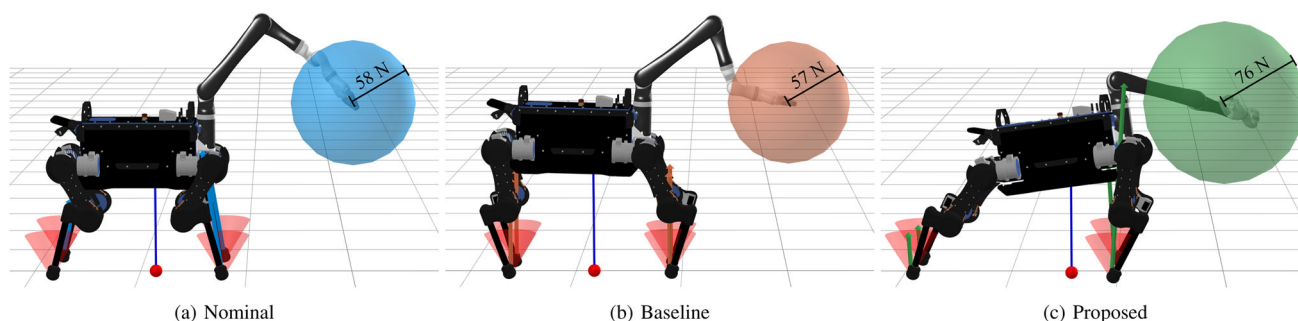 58 N
57 N
76 N
(a) Nominal
(b) Baseline
(c) Proposed